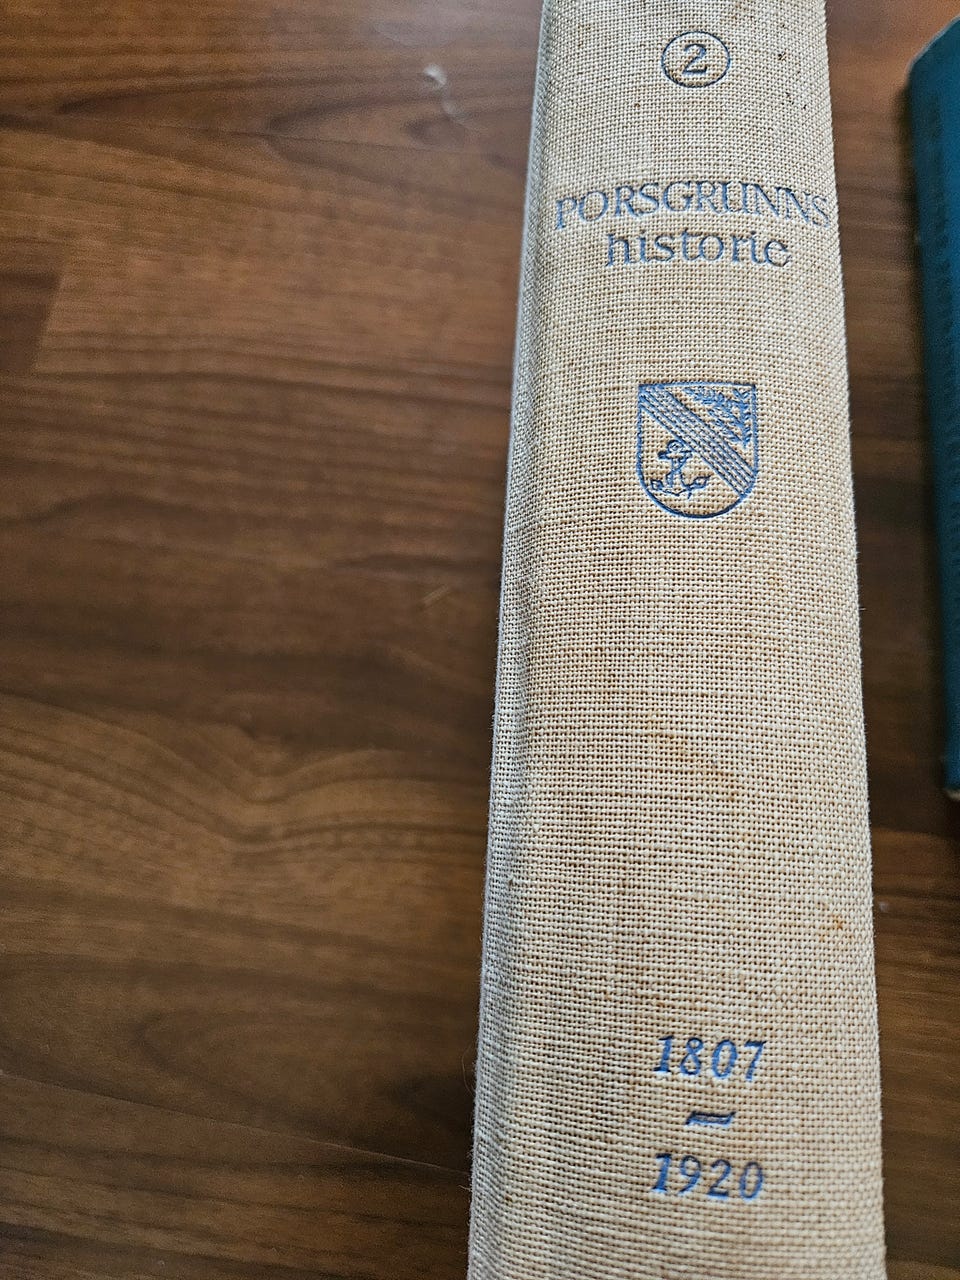 2
PORSGRUNNS
historie
1807
—
1920